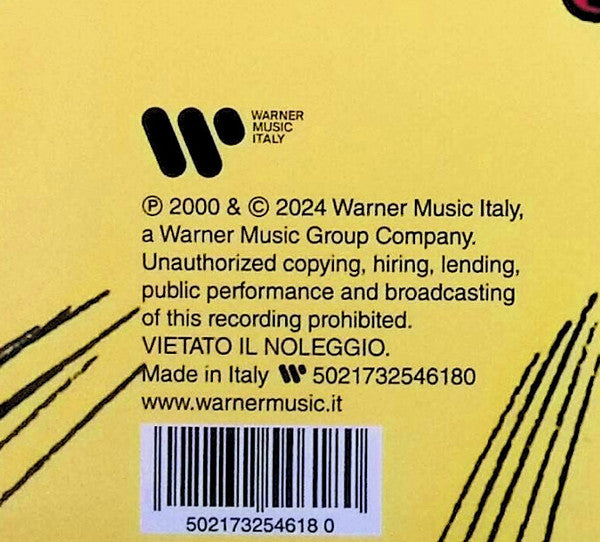 WARNER
MUSIC
ITALY
℗ 2000 & © 2024 Warner Music Italy,
a Warner Music Group Company.
Unauthorized copying, hiring, lending,
public performance and broadcasting
of this recording prohibited.
VIETATO IL NOLEGGIO.
Made in Italy 5021732546180
www.warnermusic.it
502173254618 0